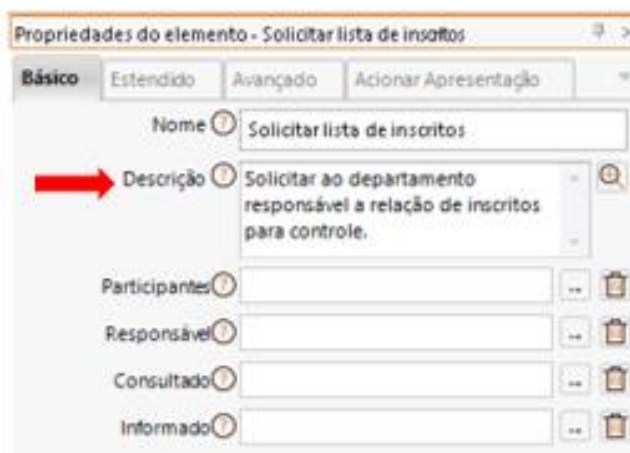 Propriedades do elemento - Solicitar lista de inscritos
Básico Estendido Avançado Acionar Apresentação
Nome ? Solicitar lista de inscritos
Descrição ? Solicitar ao departamento
responsável a relação de inscritos
para controle.
Participantes ?
Responsável ?
Consultado ?
Informado ?